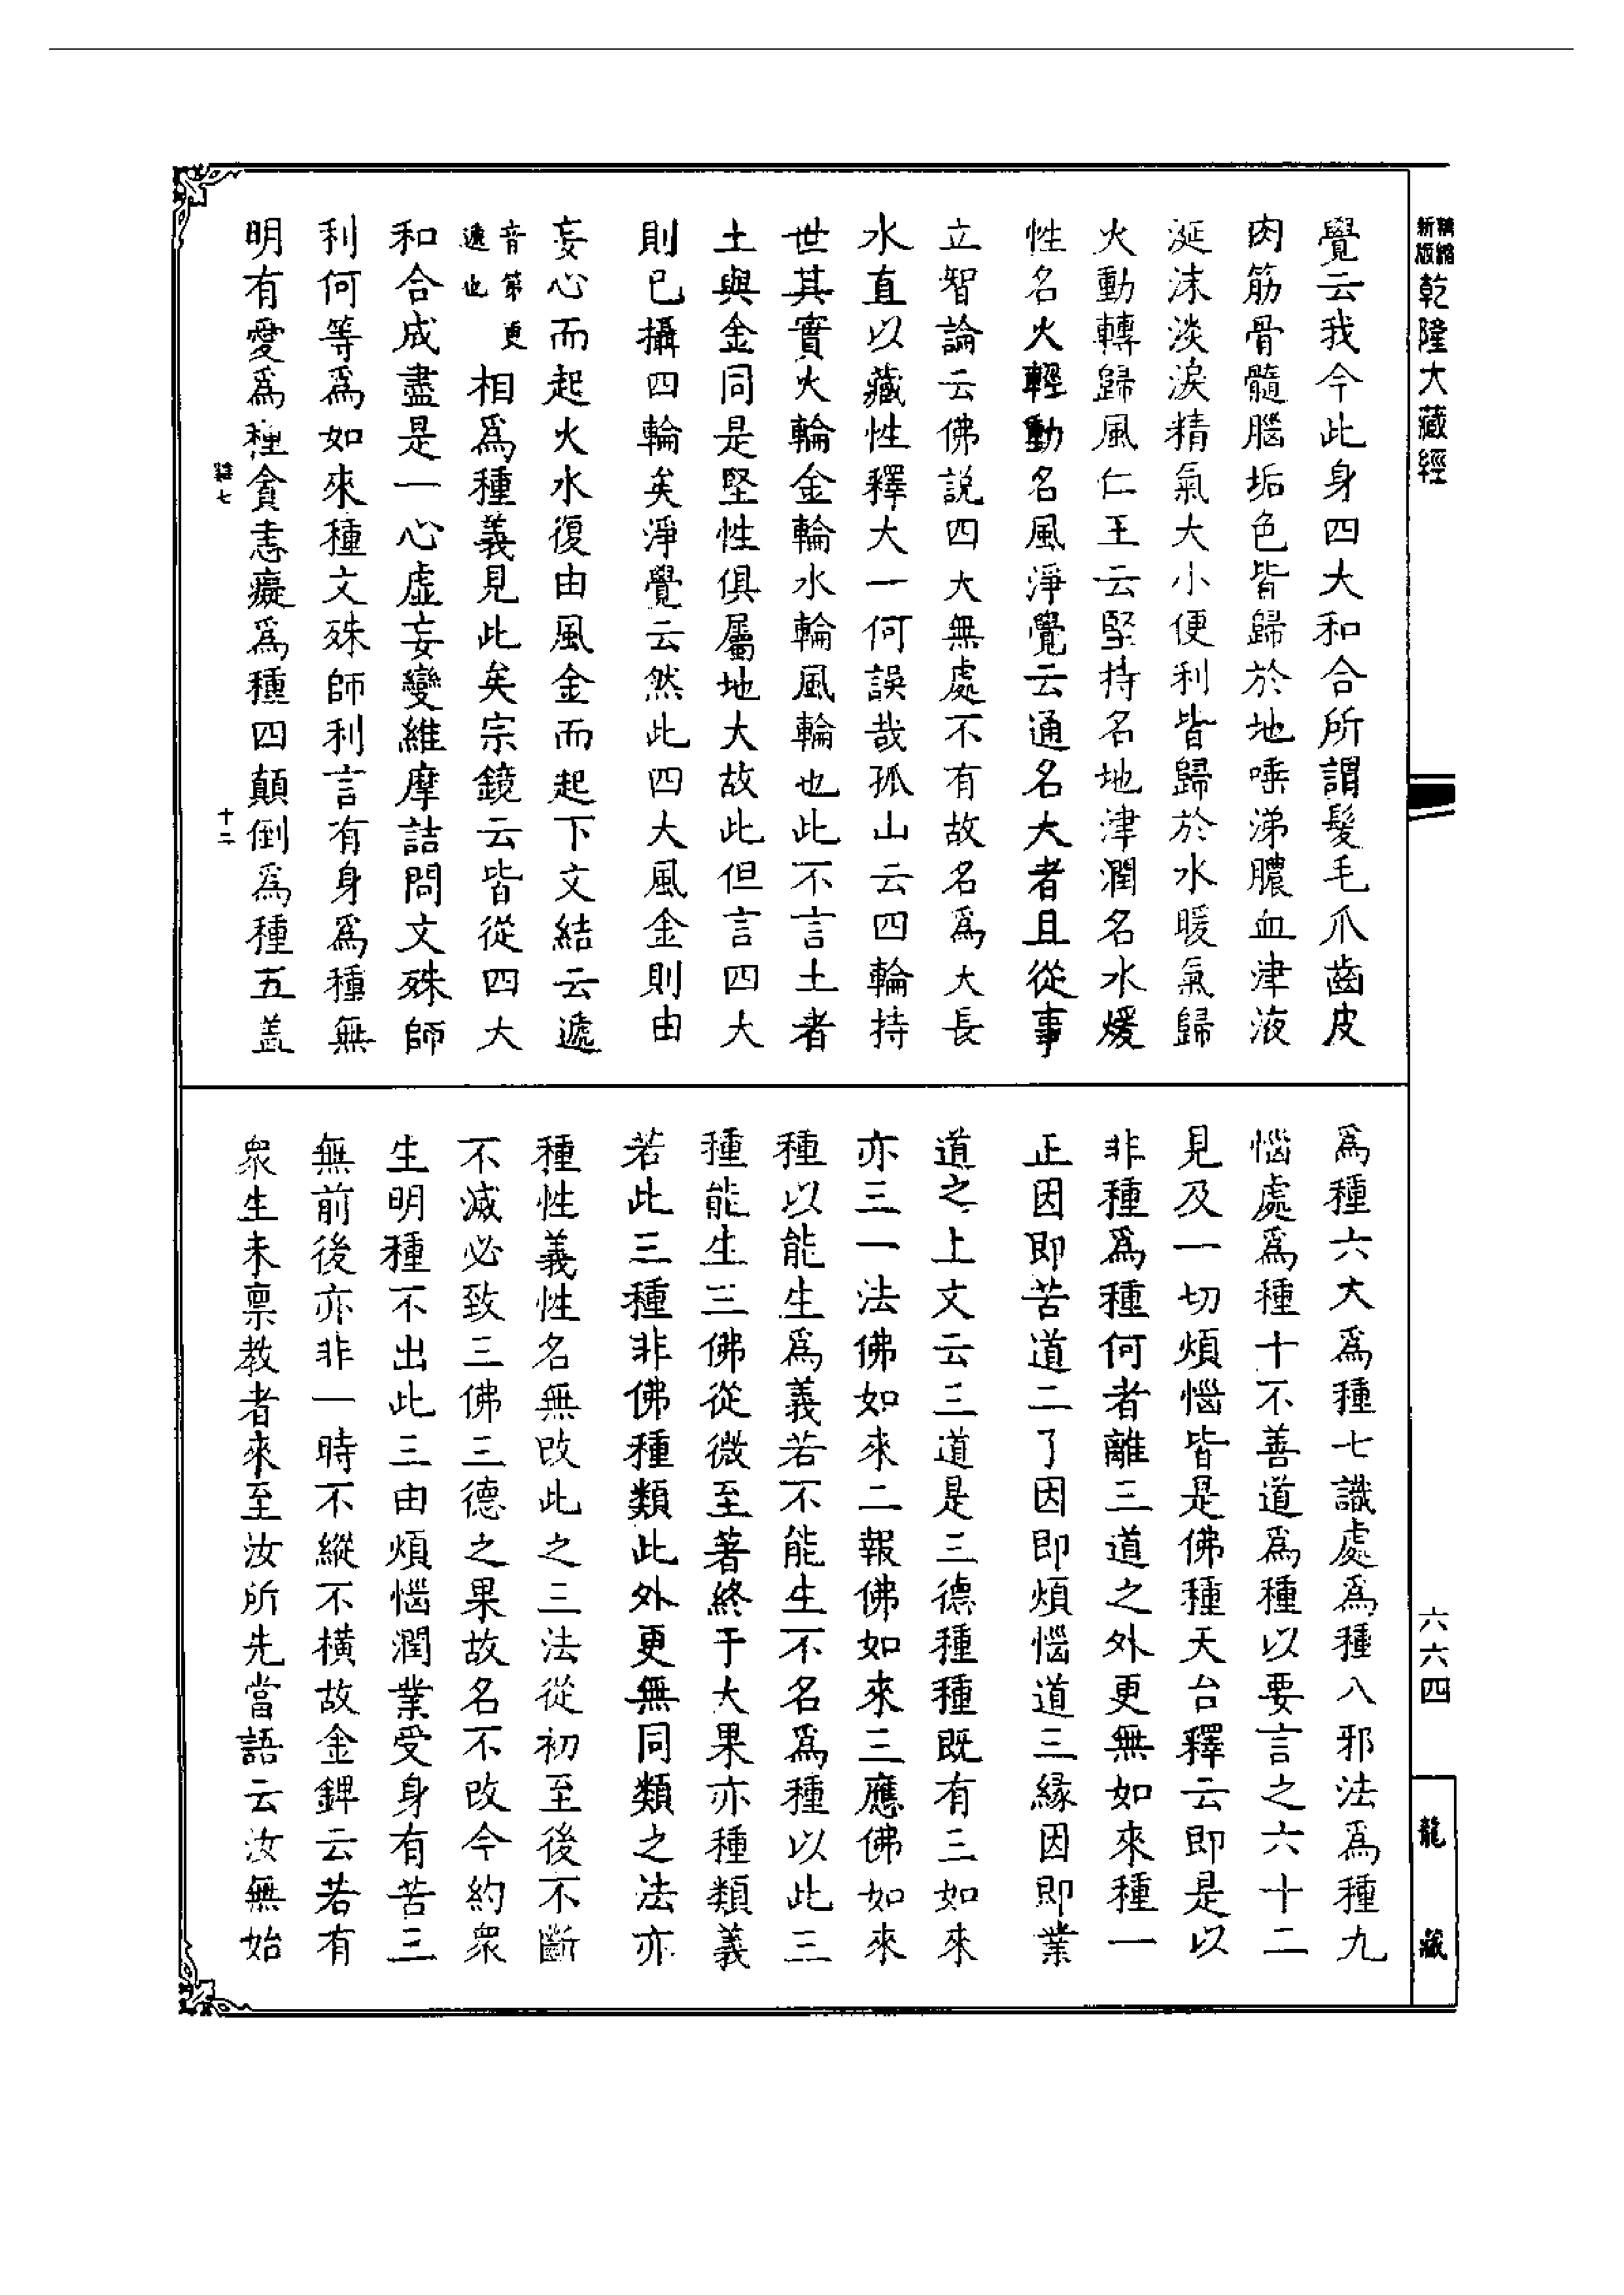 新版
精縮
乾隆大藏經
覺云我今此身四大和合所謂髮毛爪齒皮
肉筋骨髓腦垢色皆歸於地唾涕膿血津液
涎沫淡淚精氣大小便利皆歸於水暖氣歸
火動轉歸風仁王云堅持名地津潤名水煖
性名火輕動名風淨覺云通名大者且從事
立智論云佛説四大無處不有故名爲大長
水直以藏性釋大一何誤哉孤山云四輪持
世其實火輪金輪水輪風輪也此不言土者
土與金同是堅性俱屬地大故此但言四大
則已攝四輪矣淨覺云然此四大風金則由
妄心而起火水復由風金而起下文結云遞
音第更
遞也
相爲種義見此矣宗鏡云皆從四大
和合成盡是一心虛妄變維摩詰問文殊師
利何等爲如來種文殊師利言有身爲種無
明有愛爲種貪恚癡爲種四顛倒爲種五蓋
十二
爲種六大爲種七識處爲種八邪法爲種九
惱處爲種十不善道爲種以要言之六十二
見及一切煩惱皆是佛種天台釋云即是以
非種爲種何者離三道之外更無如來種一
正因即苦道二了因即煩惱道三緣因即業
道之上文云三道是三德種種既有三如來
亦三一法佛如來二報佛如來三應佛如來
種以能生爲義若不能生不名爲種以此三
種能生三佛從微至著終于大果亦種類義
若此三種非佛種類此外更無同類之法亦
種性義性名無改此之三法從初至後不斷
不滅必致三佛三德之果故名不改今約衆
生明種不出此三由煩惱潤業受身有苦三
無前後亦非一時不縱不橫故金錍云若有
衆生未禀教者來至汝所先當語云汝無始
六六四
龍藏